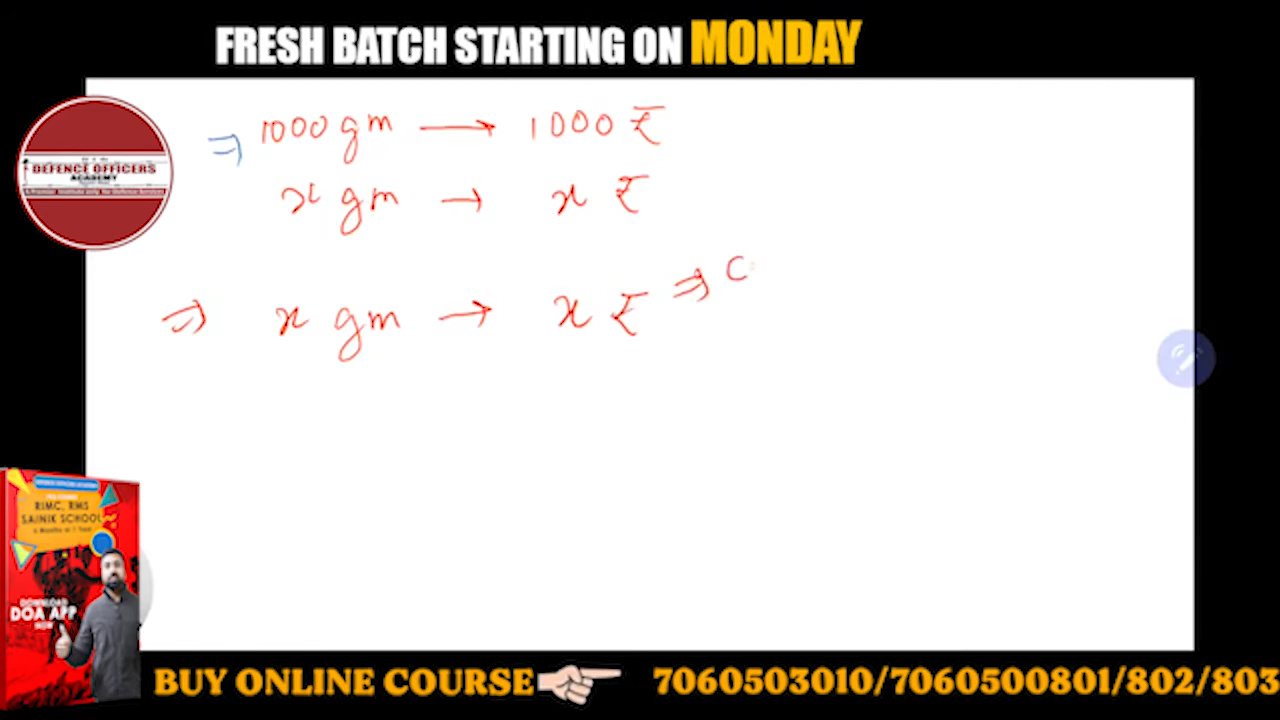 FRESH BATCH STARTING ON MONDAY
⇒ 1000 gm → 1000 ₹
x gm → x ₹
⇒ x gm → x ₹ ⇒ C
DEFENCE OFFICERS
ACADEMY
RIMC, RMS
SAINIK SCHOOL
DOWNLOAD
DOA APP
NOW
BUY ONLINE COURSE 7060503010/7060500801/802/803